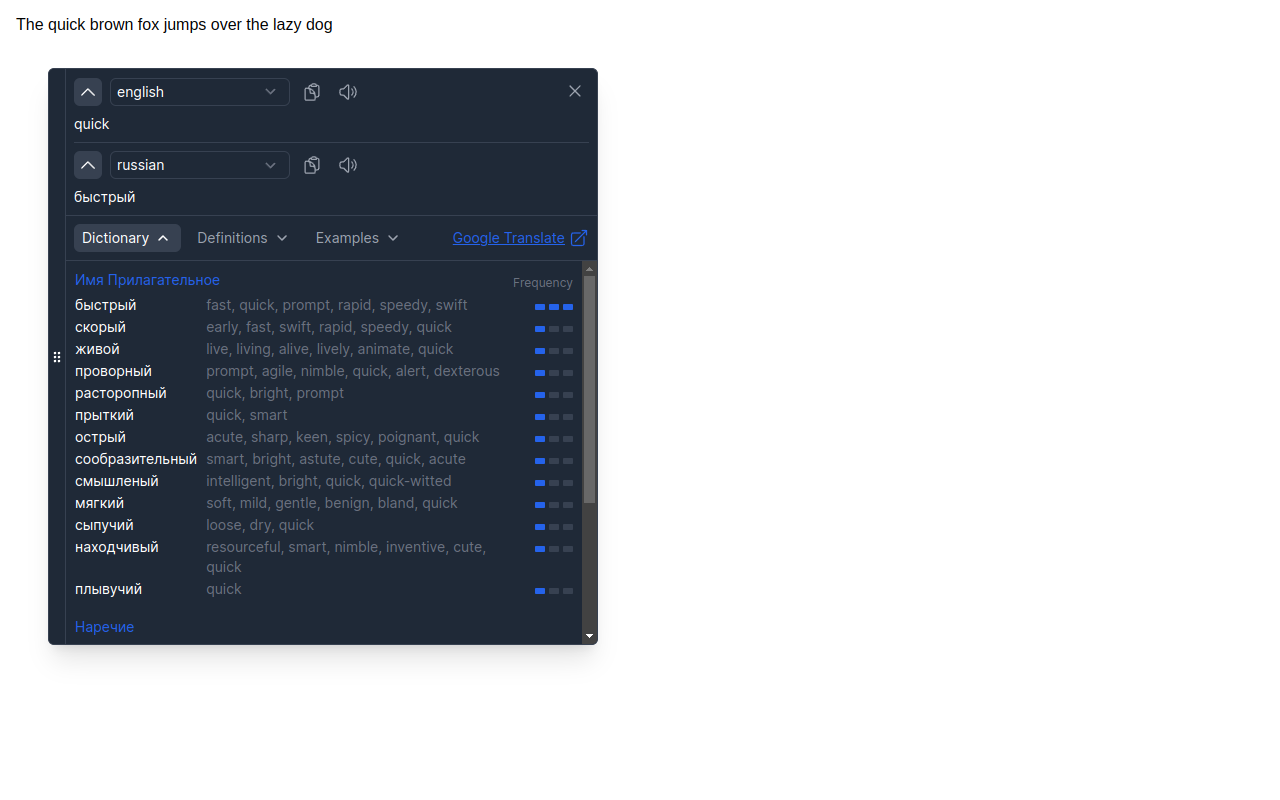 The quick brown fox jumps over the lazy dog
english
quick
russian
быстрый
Dictionary Definitions Examples Google Translate
Имя Прилагательное Frequency
быстрый fast, quick, prompt, rapid, speedy, swift
скорый early, fast, swift, rapid, speedy, quick
живой live, living, alive, lively, animate, quick
проворный prompt, agile, nimble, quick, alert, dexterous
расторопный quick, bright, prompt
прыткий quick, smart
острый acute, sharp, keen, spicy, poignant, quick
сообразительный smart, bright, astute, cute, quick, acute
смышленый intelligent, bright, quick, quick-witted
мягкий soft, mild, gentle, benign, bland, quick
сыпучий loose, dry, quick
находчивый resourceful, smart, nimble, inventive, cute,
quick
плывучий quick
Наречие